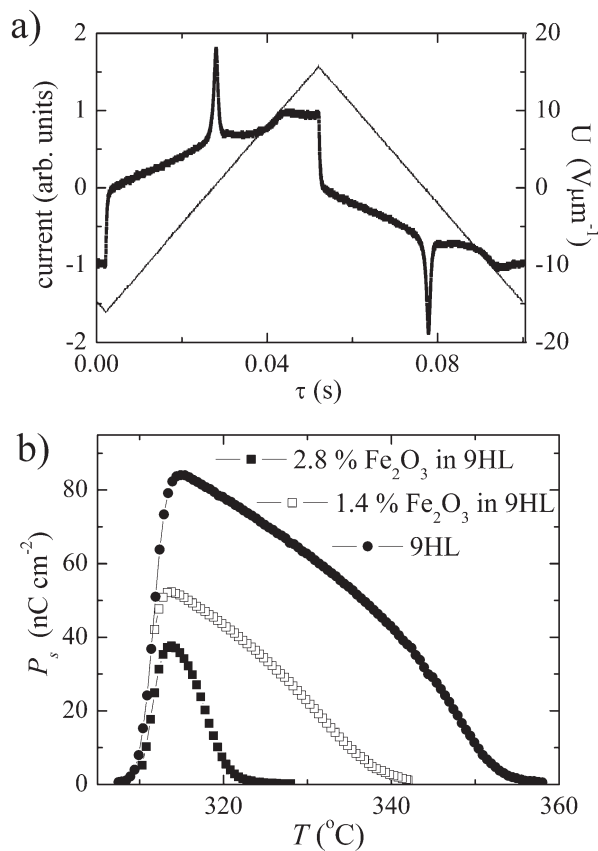 a)
2
1
0
-1
-2
current (arb. units)
20
10
0
-10
-20
U (Vμm⁻¹)
0.00
0.04
0.08
τ (s)
b)
2.8 % Fe₂O₃ in 9HL
1.4 % Fe₂O₃ in 9HL
9HL
80
60
40
20
0
Pₛ (nC cm⁻²)
320
340
360
T (°C)